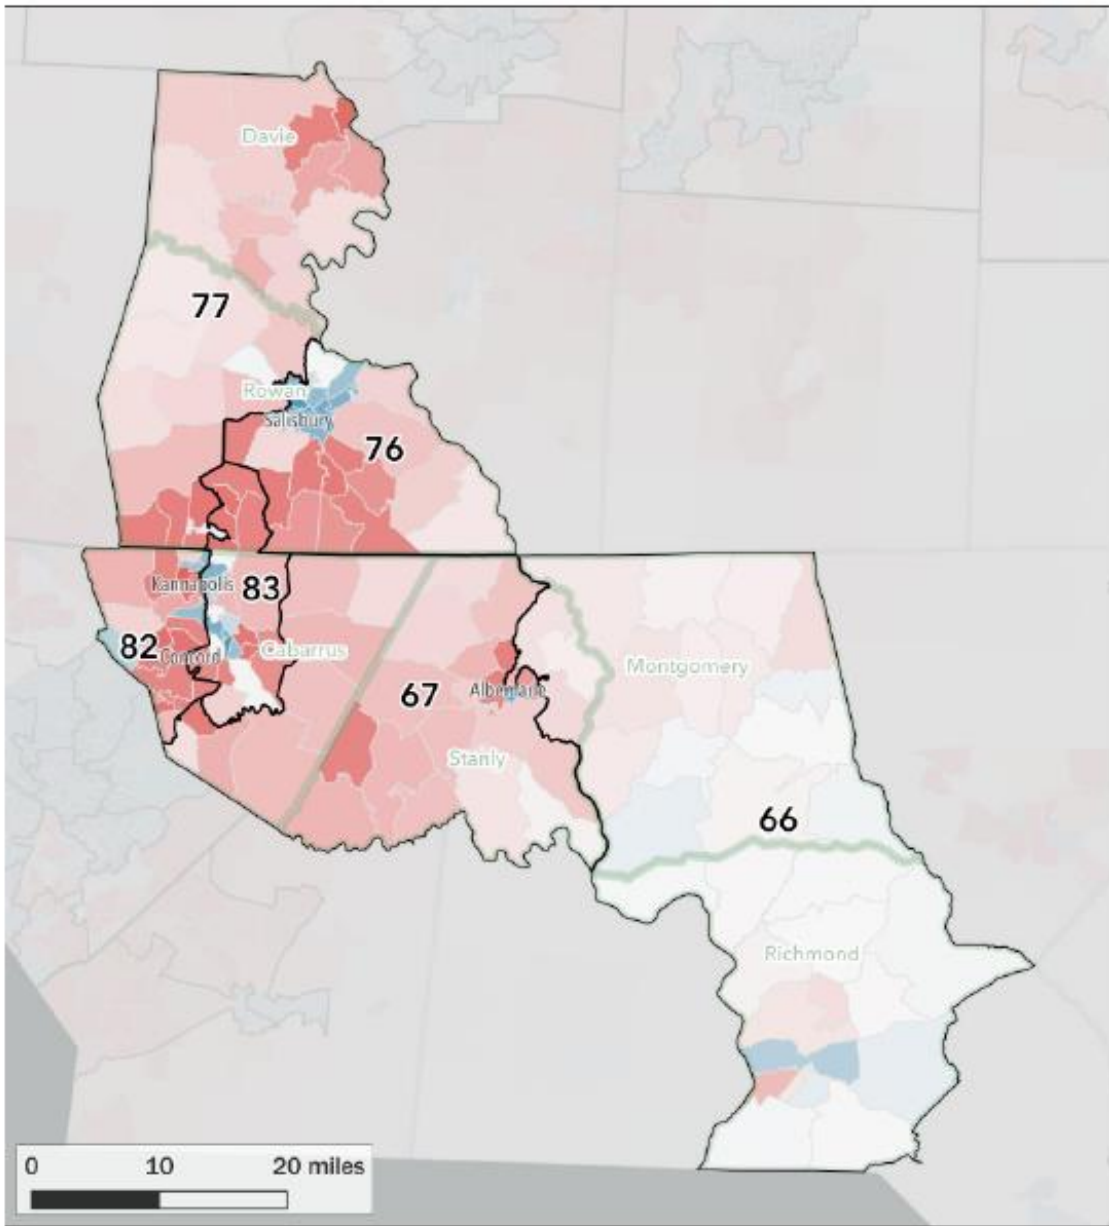 Davie
77
Rowan
Salisbury
76
Kannapolis
83
82
Concord
Cabarrus
67
Albemarle
Montgomery
Stanly
66
Richmond
0 10 20 miles